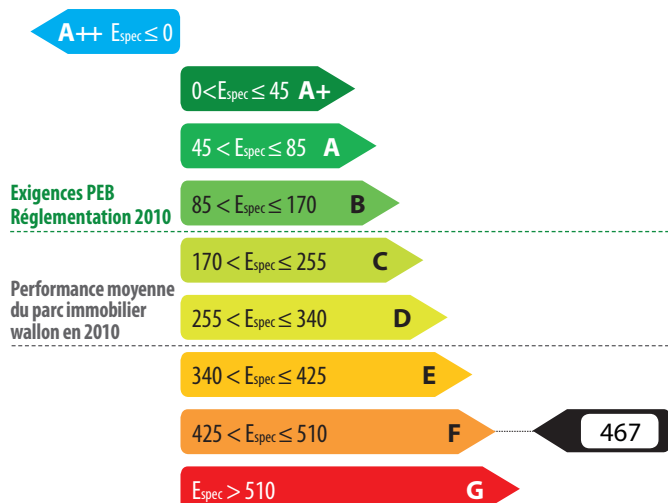 A++ Espec ≤ 0
0<Espec ≤ 45 A+
45 < Espec ≤ 85 A
Exigences PEB
Réglementation 2010
85 < Espec ≤ 170 B
170 < Espec ≤ 255 C
Performance moyenne
du parc immobilier
wallon en 2010
255 < Espec ≤ 340 D
340 < Espec ≤ 425 E
425 < Espec ≤ 510 F
467
Espec > 510 G